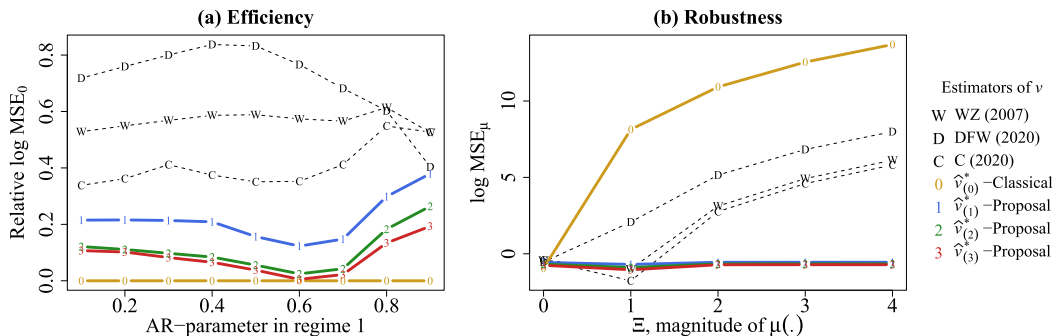 (a) Efficiency
(b) Robustness
Relative log MSE₀
0.0
0.2
0.4
0.6
0.8
0.2
0.4
0.6
0.8
AR−parameter in regime 1
log MSE_μ
0
5
10
0
1
2
3
4
Ξ, magnitude of μ(.)
Estimators of v
W WZ (2007)
D DFW (2020)
C C (2020)
0 v̂*₍₀₎ −Classical
1 v̂*₍₁₎ −Proposal
2 v̂*₍₂₎ −Proposal
3 v̂*₍₃₎ −Proposal